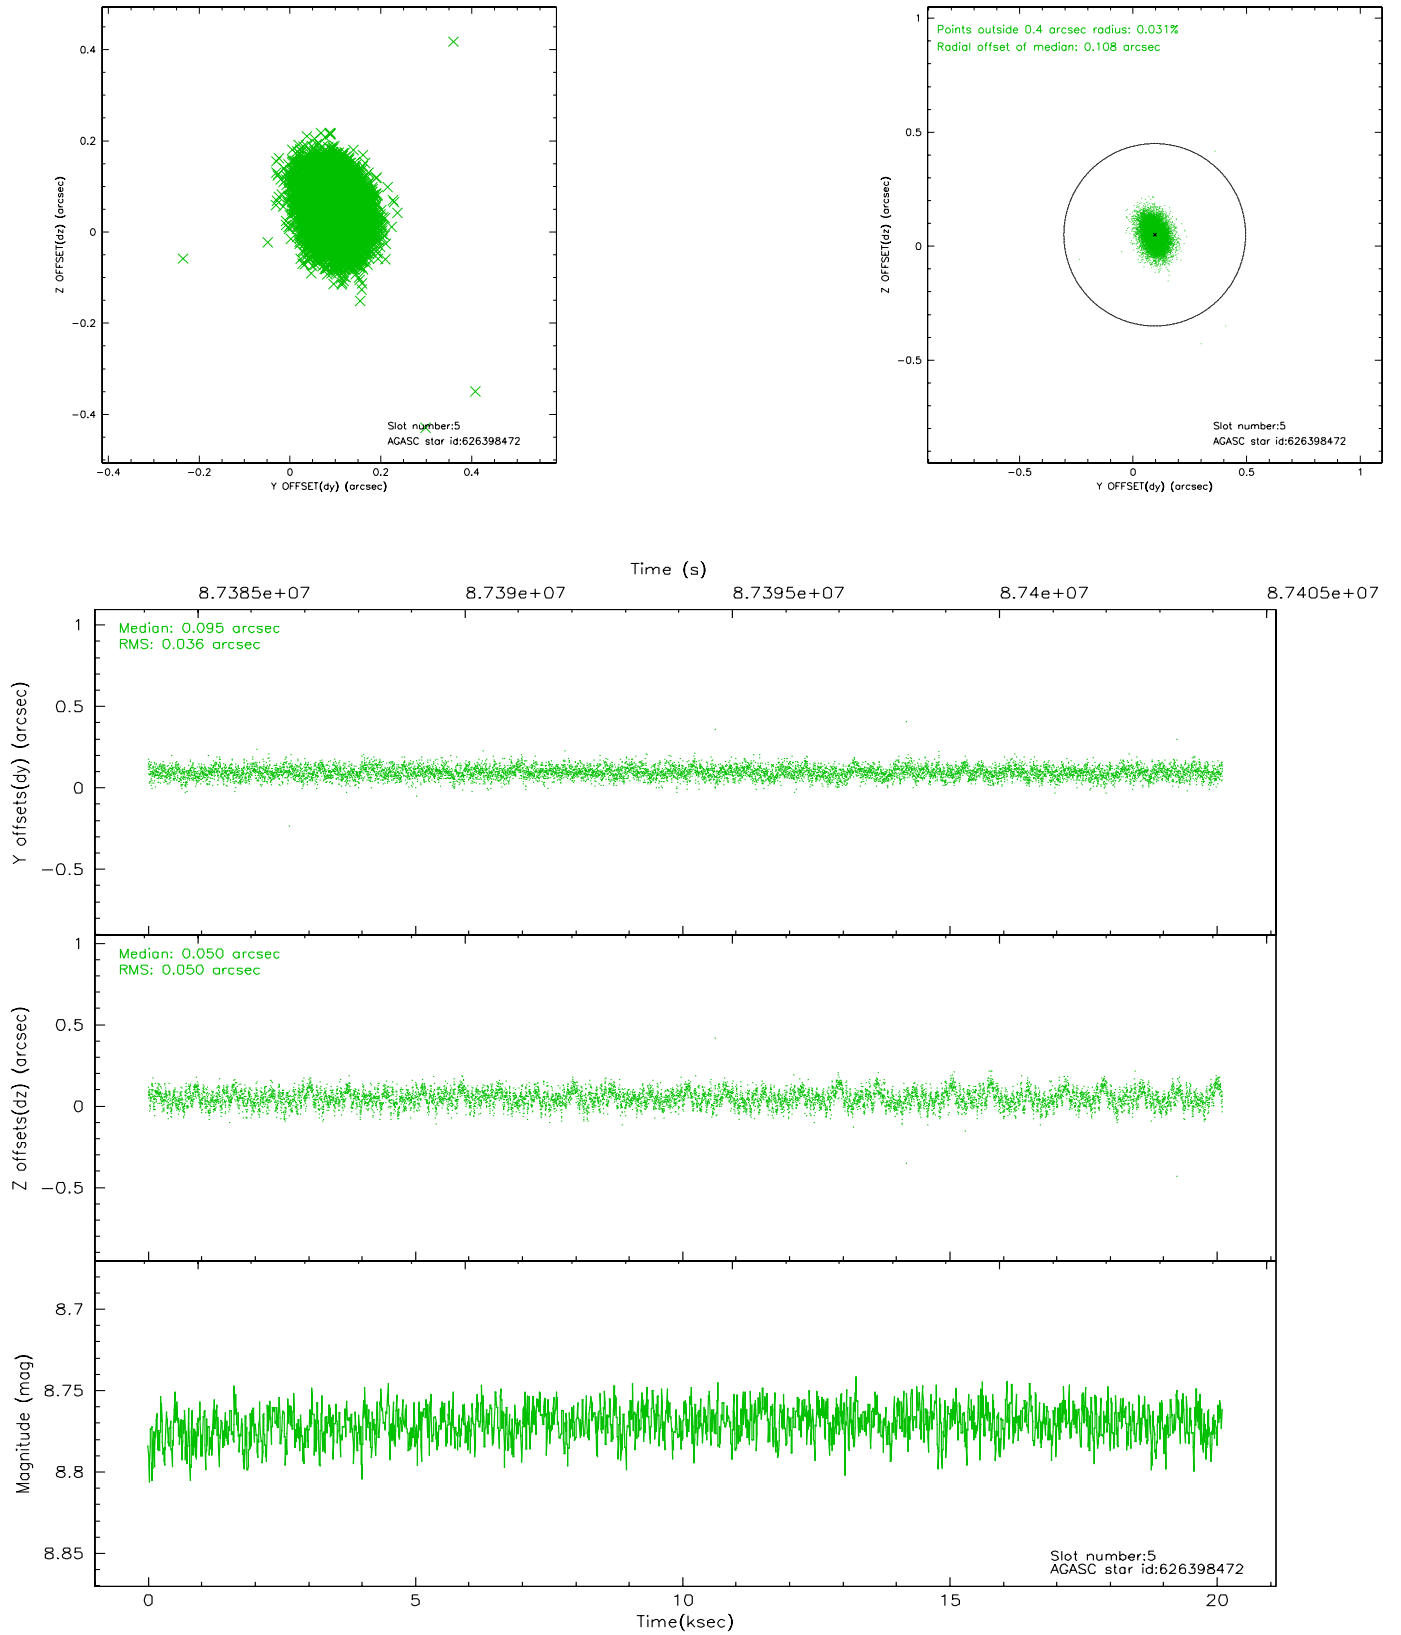 0.4
0.2
0
−0.2
−0.4
Z OFFSET(dz) (arcsec)
Slot number:5
AGASC star id:626398472
−0.4 −0.2 0 0.2 0.4
Y OFFSET(dy) (arcsec)
Points outside 0.4 arcsec radius: 0.031%
Radial offset of median: 0.108 arcsec
1
0.5
0
−0.5
Z OFFSET(dz) (arcsec)
Slot number:5
AGASC star id:626398472
−0.5 0 0.5 1
Y OFFSET(dy) (arcsec)
Time (s)
8.7385e+07 8.739e+07 8.7395e+07 8.74e+07 8.7405e+07
Median: 0.095 arcsec
RMS: 0.036 arcsec
1
0.5
0
−0.5
Y offsets(dy) (arcsec)
Median: 0.050 arcsec
RMS: 0.050 arcsec
1
0.5
0
−0.5
Z offsets(dz) (arcsec)
8.7
8.75
8.8
8.85
Magnitude (mag)
Slot number:5
AGASC star id:626398472
0 5 10 15 20
Time(ksec)